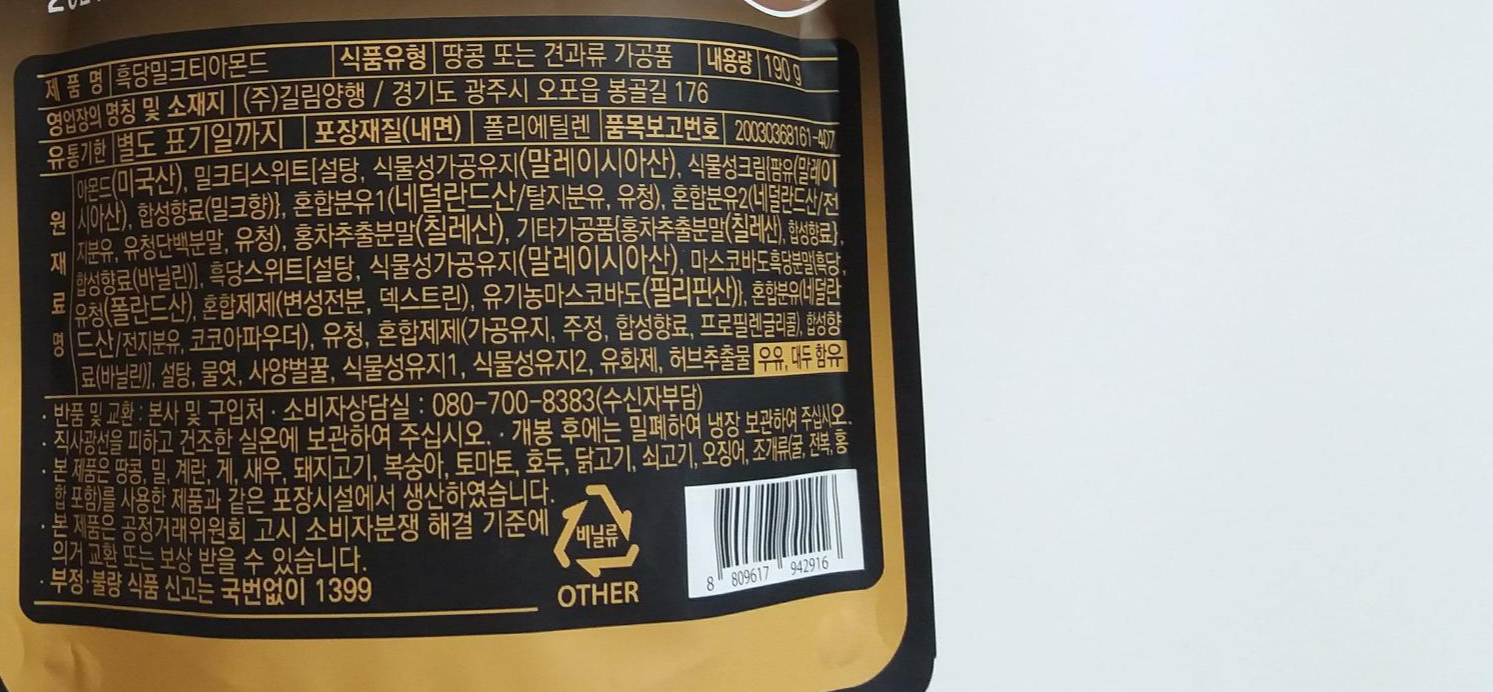 제 품 명 흑당밀크티아몬드 식품유형 땅콩 또는 견과류 가공품 내용량 190 g
영업장의 명칭 및 소재지 (주)길림양행 / 경기도 광주시 오포읍 봉골길 176
유통기한 별도 표기일까지 포장재질(내면) 폴리에틸렌 품목보고번호 20030368161-407
원재료명
아몬드(미국산), 밀크티스위트[설탕, 식물성가공유지(말레이시아산), 식물성크림{팜유(말레이
시아산), 합성향료(밀크향)}, 혼합분유1(네덜란드산/탈지분유, 유청), 혼합분유2(네덜란드산/전
지분유, 유청단백분말, 유청), 홍차추출분말(칠레산), 기타가공품{홍차추출분말(칠레산), 합성향료},
합성향료(바닐린)], 흑당스위트[설탕, 식물성가공유지(말레이시아산), 마스코바도흑당분말{흑당,
유청(폴란드산), 혼합제제(변성전분, 덱스트린), 유기농마스코바도(필리핀산)}, 혼합분유(네덜란
드산/전지분유, 코코아파우더), 유청, 혼합제제(가공유지, 주정, 합성향료, 프로필렌글리콜), 합성향
료(바닐린)], 설탕, 물엿, 사양벌꿀, 식물성유지1, 식물성유지2, 유화제, 허브추출물 우유, 대두 함유
· 반품 및 교환 : 본사 및 구입처 · 소비자상담실 : 080-700-8383(수신자부담)
· 직사광선을 피하고 건조한 실온에 보관하여 주십시오. · 개봉 후에는 밀폐하여 냉장 보관하여 주십시오.
· 본 제품은 땅콩, 밀, 계란, 게, 새우, 돼지고기, 복숭아, 토마토, 호두, 닭고기, 쇠고기, 오징어, 조개류(굴, 전복, 홍
합 포함)를 사용한 제품과 같은 포장시설에서 생산하였습니다.
· 본 제품은 공정거래위원회 고시 소비자분쟁 해결 기준에
의거 교환 또는 보상 받을 수 있습니다.
· 부정·불량 식품 신고는 국번없이 1399
비닐류
OTHER
8 809617 942916